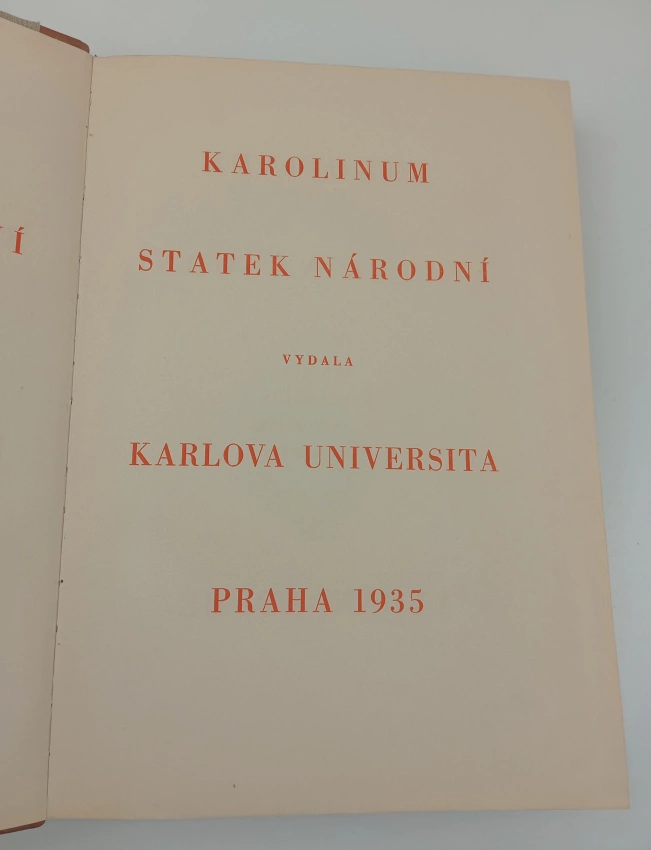 KAROLINUM
STATEK NÁRODNÍ
VYDALA
KARLOVA UNIVERSITA
PRAHA 1935